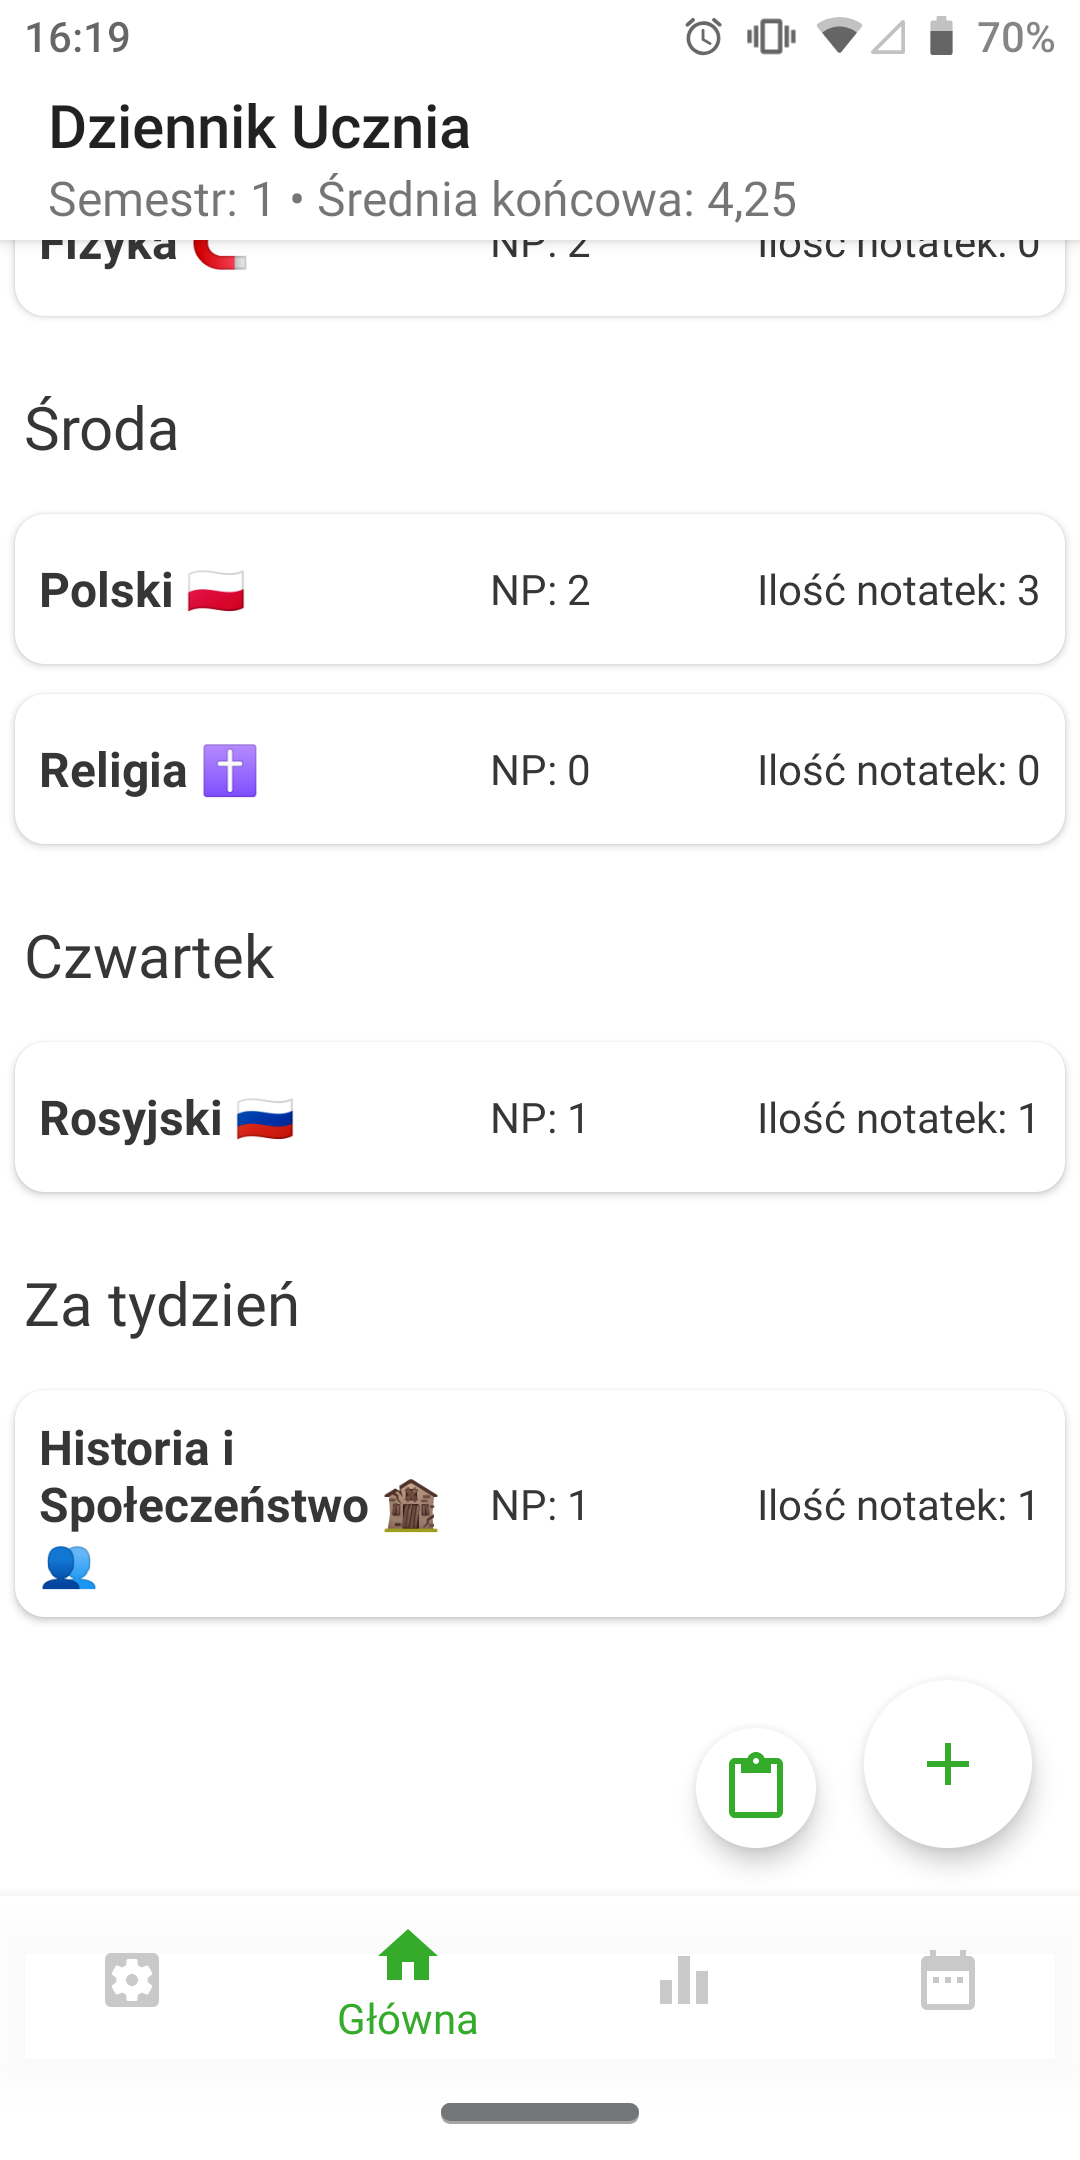 16:19 70%
Dziennik Ucznia
Semestr: 1 • Średnia końcowa: 4,25
Fizyka NP: 2 Ilość notatek: 0
Środa
Polski NP: 2 Ilość notatek: 3
Religia NP: 0 Ilość notatek: 0
Czwartek
Rosyjski NP: 1 Ilość notatek: 1
Za tydzień
Historia i
Społeczeństwo NP: 1 Ilość notatek: 1
Główna